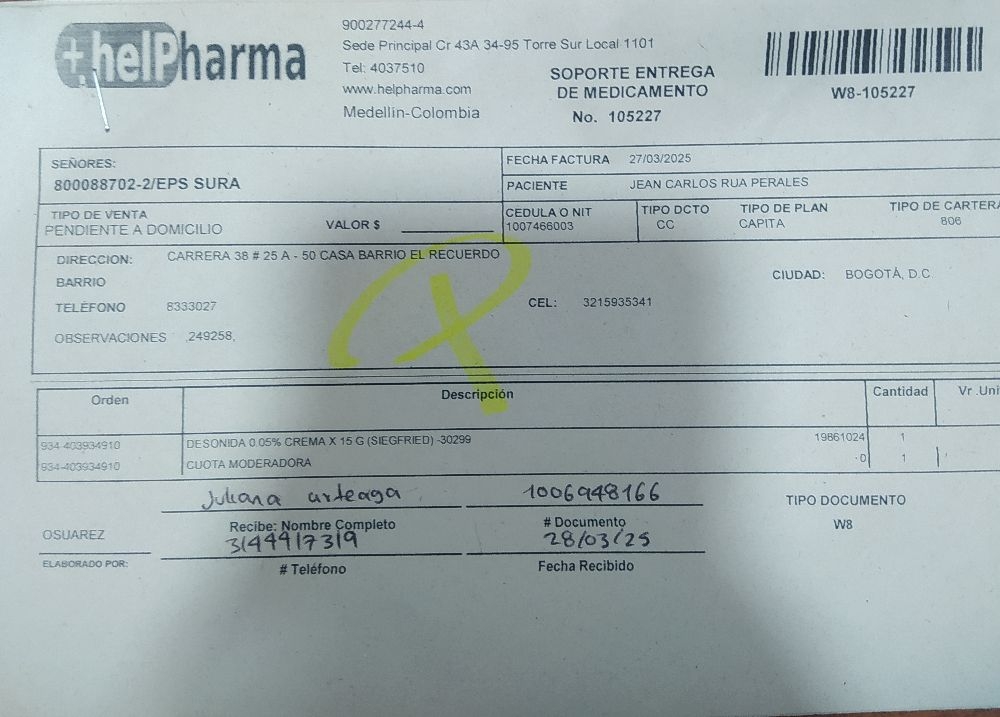 +helPharma
900277244-4
Sede Principal Cr 43A 34-95 Torre Sur Local 1101
Tel: 4037510
www.helpharma.com
Medellin-Colombia
SOPORTE ENTREGA
DE MEDICAMENTO
No. 105227
W8-105227
SEÑORES:
800088702-2/EPS SURA
FECHA FACTURA 27/03/2025
PACIENTE JEAN CARLOS RUA PERALES
TIPO DE VENTA
PENDIENTE A DOMICILIO
VALOR $
CEDULA O NIT
1007466003
TIPO DCTO
CC
TIPO DE PLAN
CAPITA
TIPO DE CARTERA
806
DIRECCION: CARRERA 38 # 25 A - 50 CASA BARRIO EL RECUERDO
BARRIO
CIUDAD: BOGOTÁ, D.C.
TELÉFONO 8333027
CEL: 3215935341
OBSERVACIONES ,249258,
Orden Descripción Cantidad Vr .Uni
934-403934910 DESONIDA 0.05% CREMA X 15 G (SIEGFRIED) -30299 19861024 1
934-403934910 CUOTA MODERADORA -0 1
Juliana arteaga 1006948166
Recibe: Nombre Completo # Documento
TIPO DOCUMENTO
W8
OSUAREZ 3144917319 28/03/25
ELABORADO POR: # Teléfono Fecha Recibido